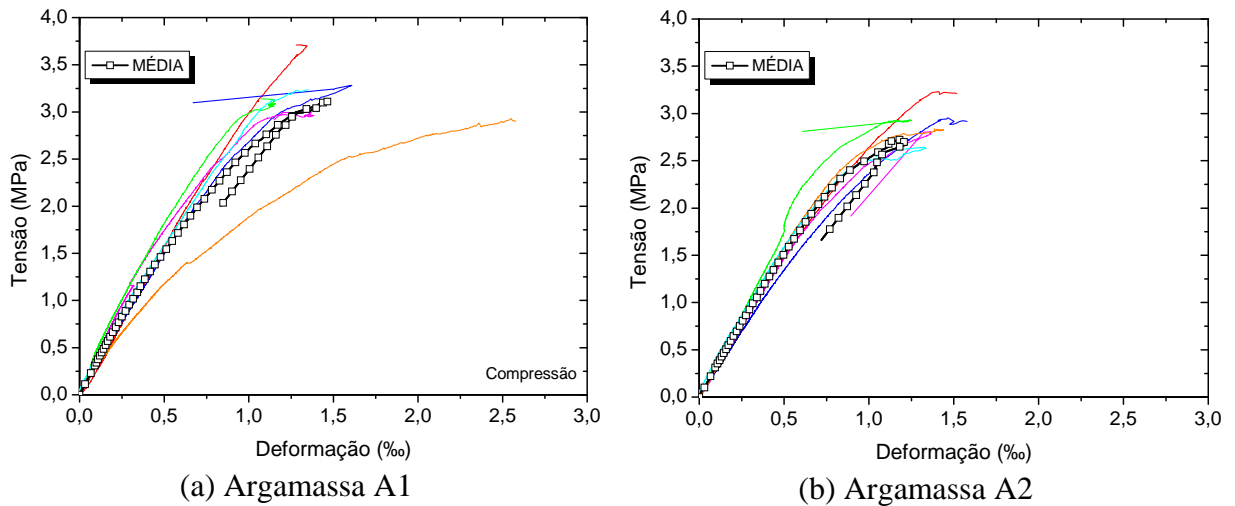 4,0
3,5
3,0
2,5
2,0
1,5
1,0
0,5
0,0
Tensão (MPa)
MÉDIA
Compressão
0,0 0,5 1,0 1,5 2,0 2,5 3,0
Deformação (‰)
(a) Argamassa A1
4,0
3,5
3,0
2,5
2,0
1,5
1,0
0,5
0,0
Tensão (MPa)
MÉDIA
0,0 0,5 1,0 1,5 2,0 2,5 3,0
Deformação (‰)
(b) Argamassa A2